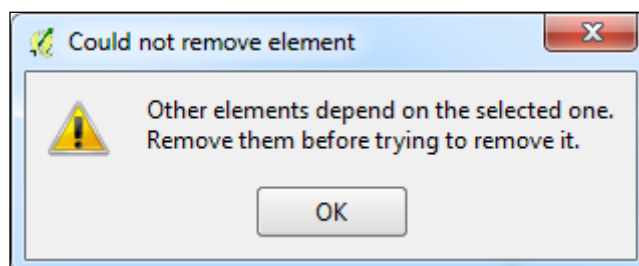 Could not remove element
Other elements depend on the selected one.
Remove them before trying to remove it.
OK